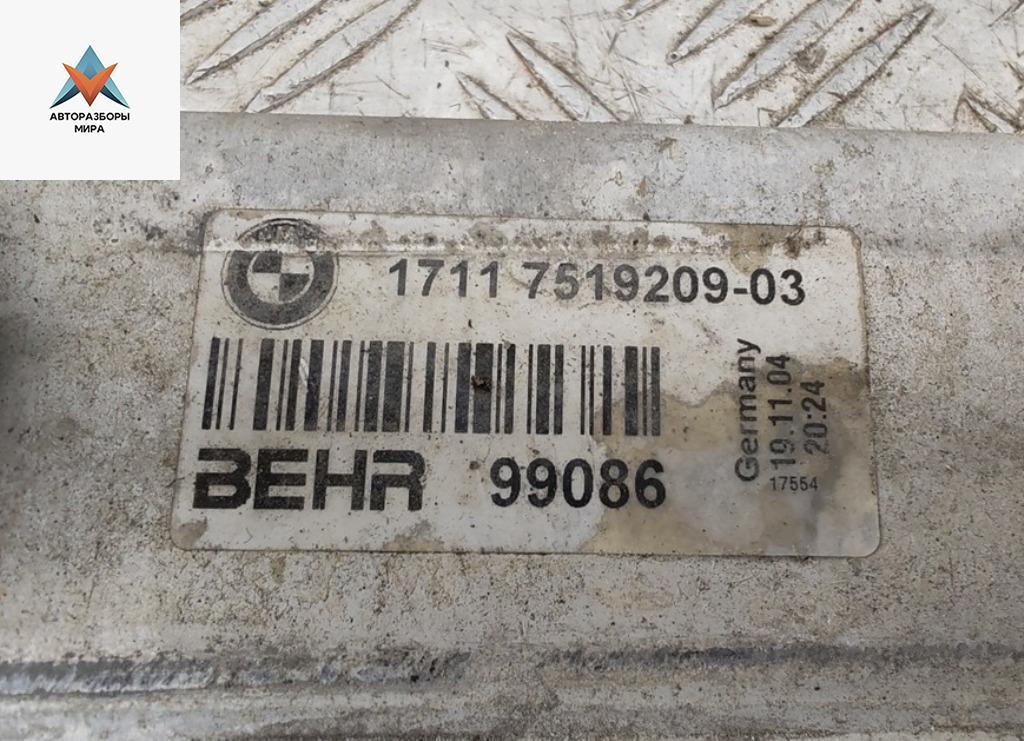 АВТОРАЗБОРЫ
МИРА
1711 7519209-03
BEHR 99086
Germany
19.11.04
20:24
17554